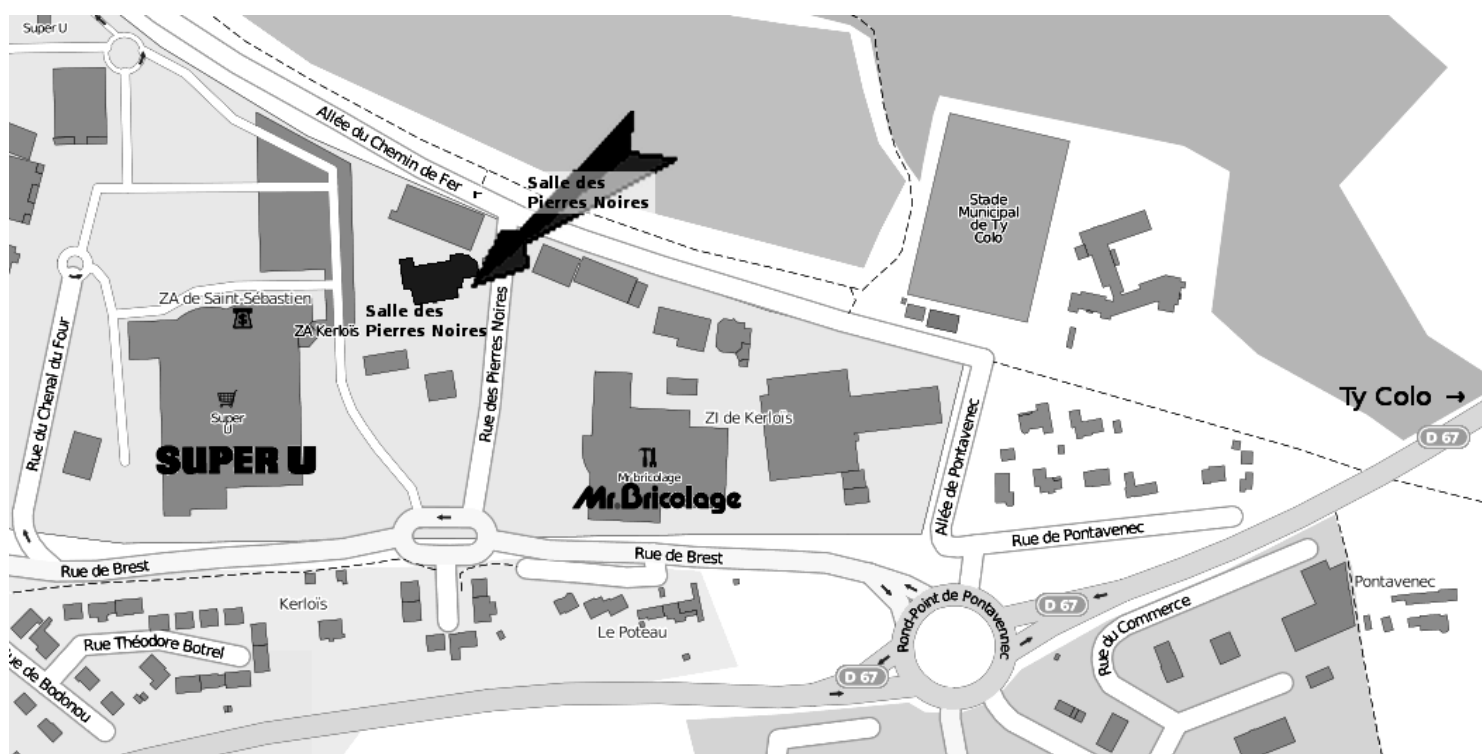 Super U
Allée du Chemin de Fer
Salle des
Pierres Noires
Stade
Municipal
de Ty
Colo
ZA de Saint-Sébastien
Salle des
ZA Kerloïs
Pierres Noires
Rue du Chenal du Four
Rue des Pierres Noires
Ty Colo →
Super
U
ZI de Kerloïs
D 67
SUPER U
Mr bricolage
Mr.Bricolage
Allée de Pontavenec
Rue de Pontavenec
Rue de Brest
Rue de Brest
Pontavenec
Kerloïs
Rond-Point de Pontavennec
D 67
Rue du Commerce
Le Poteau
Rue Théodore Botrel
Rue de Bodonou
D 67